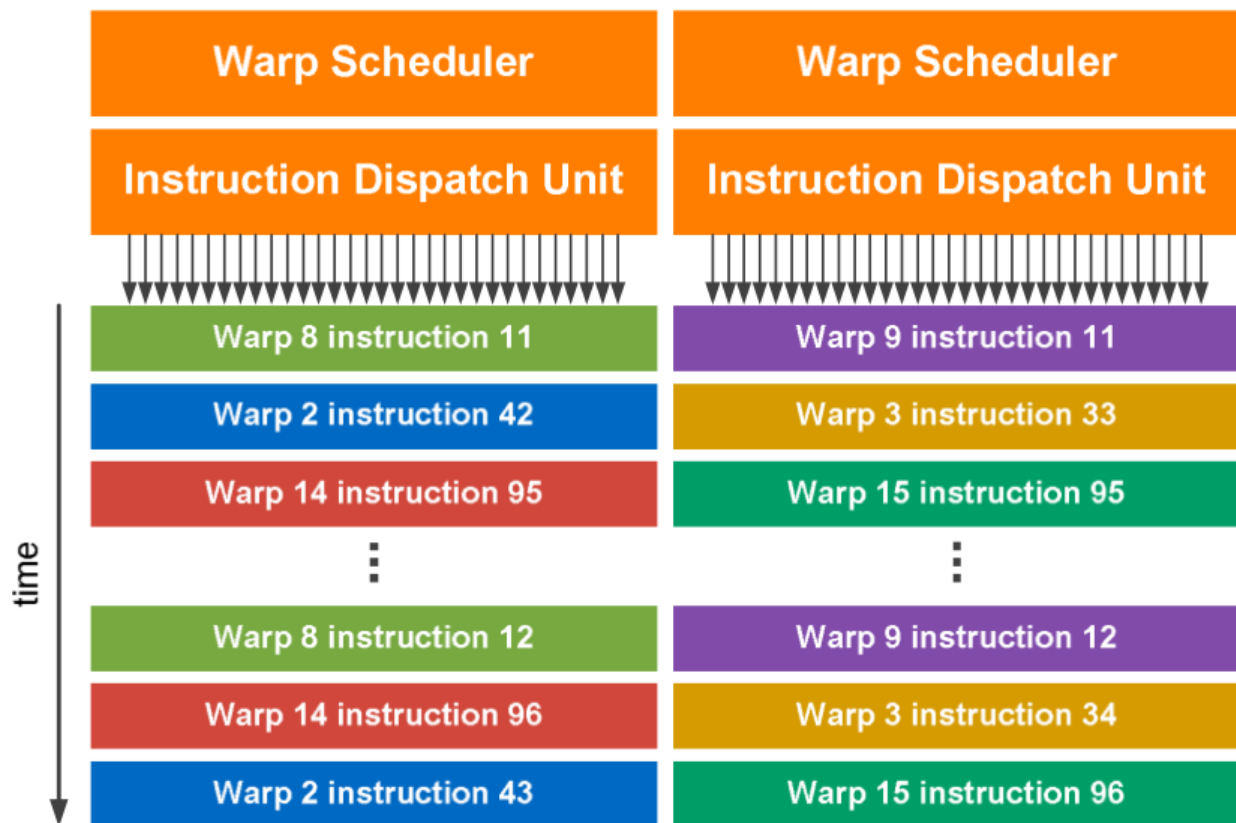 Warp Scheduler
Warp Scheduler
Instruction Dispatch Unit
Instruction Dispatch Unit
time
Warp 8 instruction 11
Warp 9 instruction 11
Warp 2 instruction 42
Warp 3 instruction 33
Warp 14 instruction 95
Warp 15 instruction 95
Warp 8 instruction 12
Warp 9 instruction 12
Warp 14 instruction 96
Warp 3 instruction 34
Warp 2 instruction 43
Warp 15 instruction 96